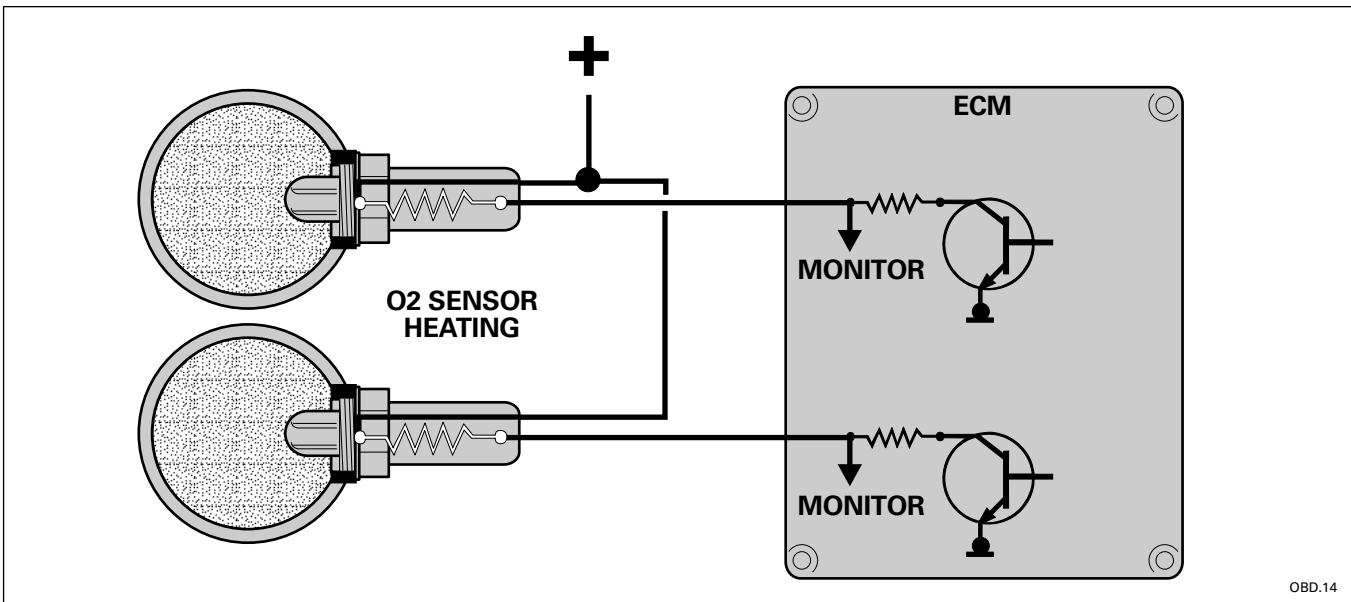 +
ECM
MONITOR
O2 SENSOR
HEATING
MONITOR
OBD.14